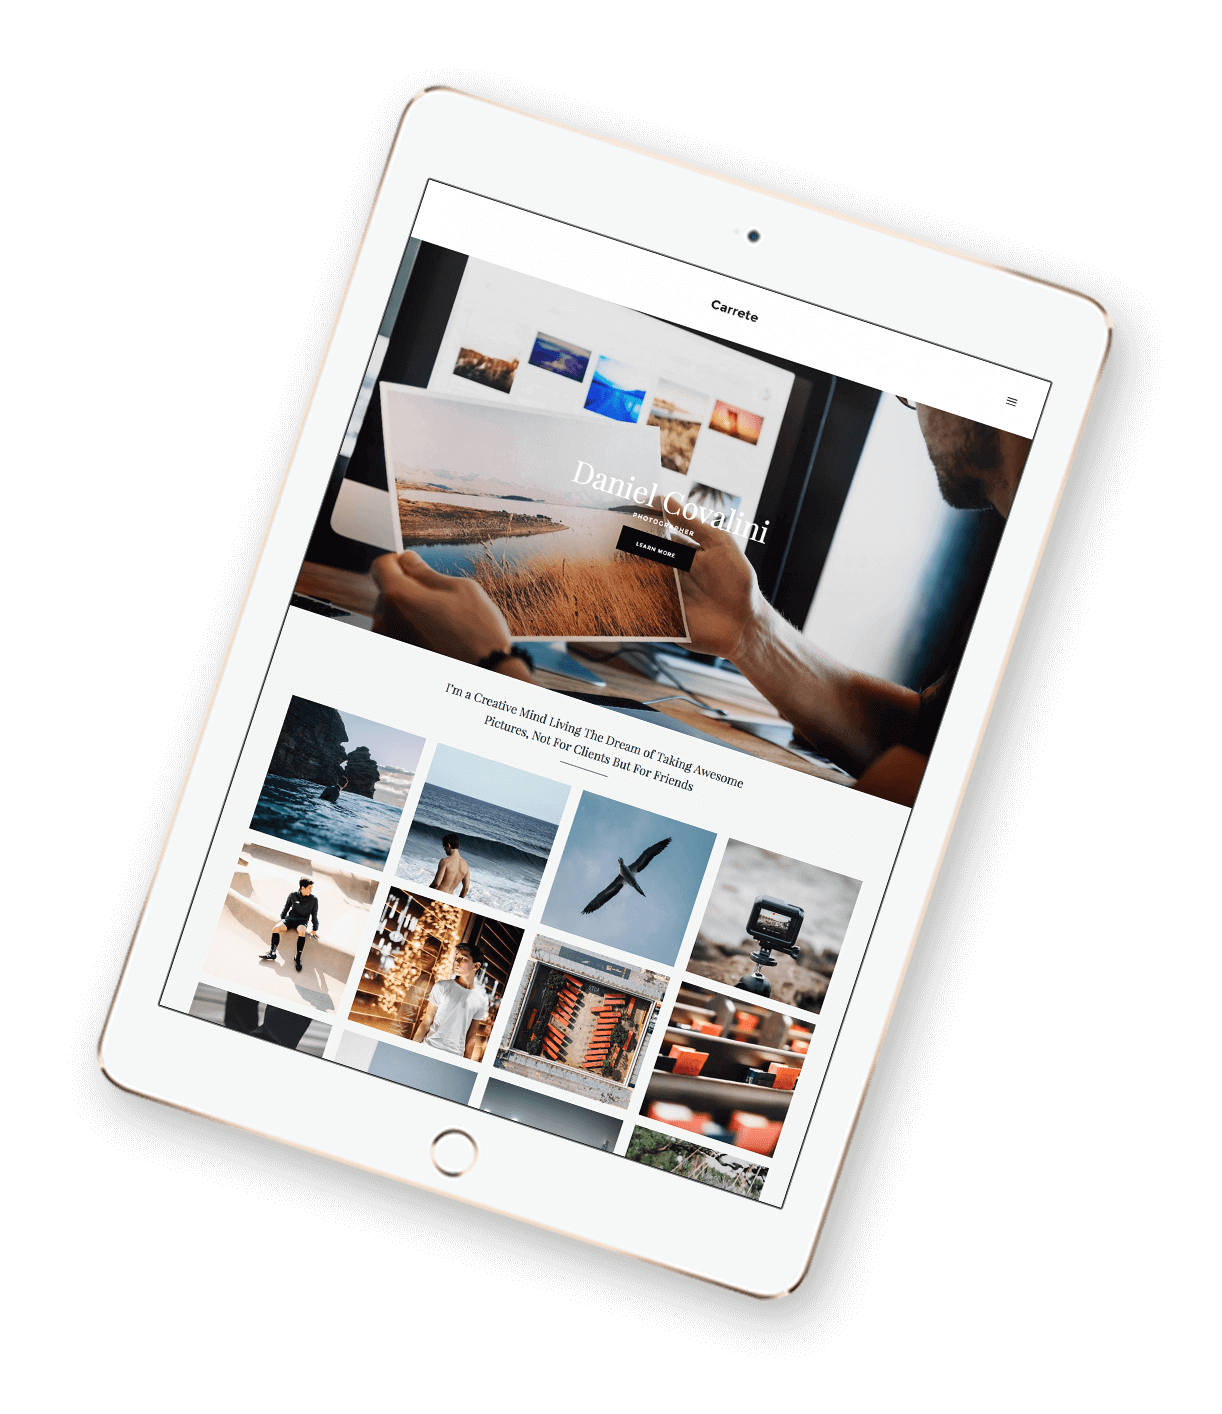 Carrete
Daniel Covalini
PHOTOGRAPHER
LEARN MORE
I'm a Creative Mind Living The Dream of Taking Awesome
Pictures, Not For Clients But For Friends
STOP